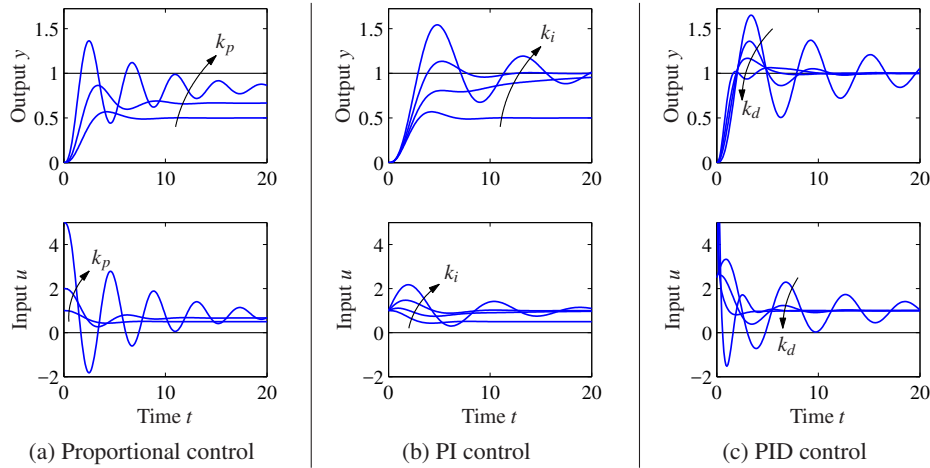 1.5
1
0.5
0
Output y
k_p
0 10 20
1.5
1
0.5
0
Output y
k_i
0 10 20
1.5
1
0.5
0
Output y
k_d
0 10 20
4
2
0
−2
Input u
k_p
0 10 20
Time t
4
2
0
−2
Input u
k_i
0 10 20
Time t
4
2
0
−2
Input u
k_d
0 10 20
Time t
(a) Proportional control
(b) PI control
(c) PID control